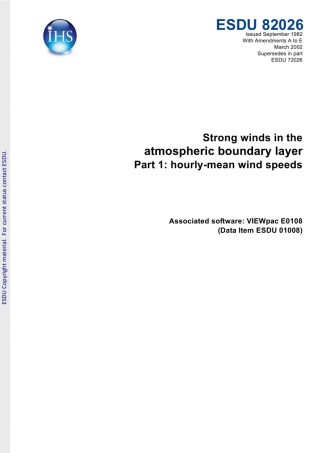 IHS
ESDU 82026
Issued September 1982
With Amendments A to E
March 2002
Supersedes in part
ESDU 72026
Strong winds in the
atmospheric boundary layer
Part 1: hourly-mean wind speeds
Associated software: VIEWpac E0108
(Data Item ESDU 01008)
ESDU Copyright material. For current status contact ESDU.